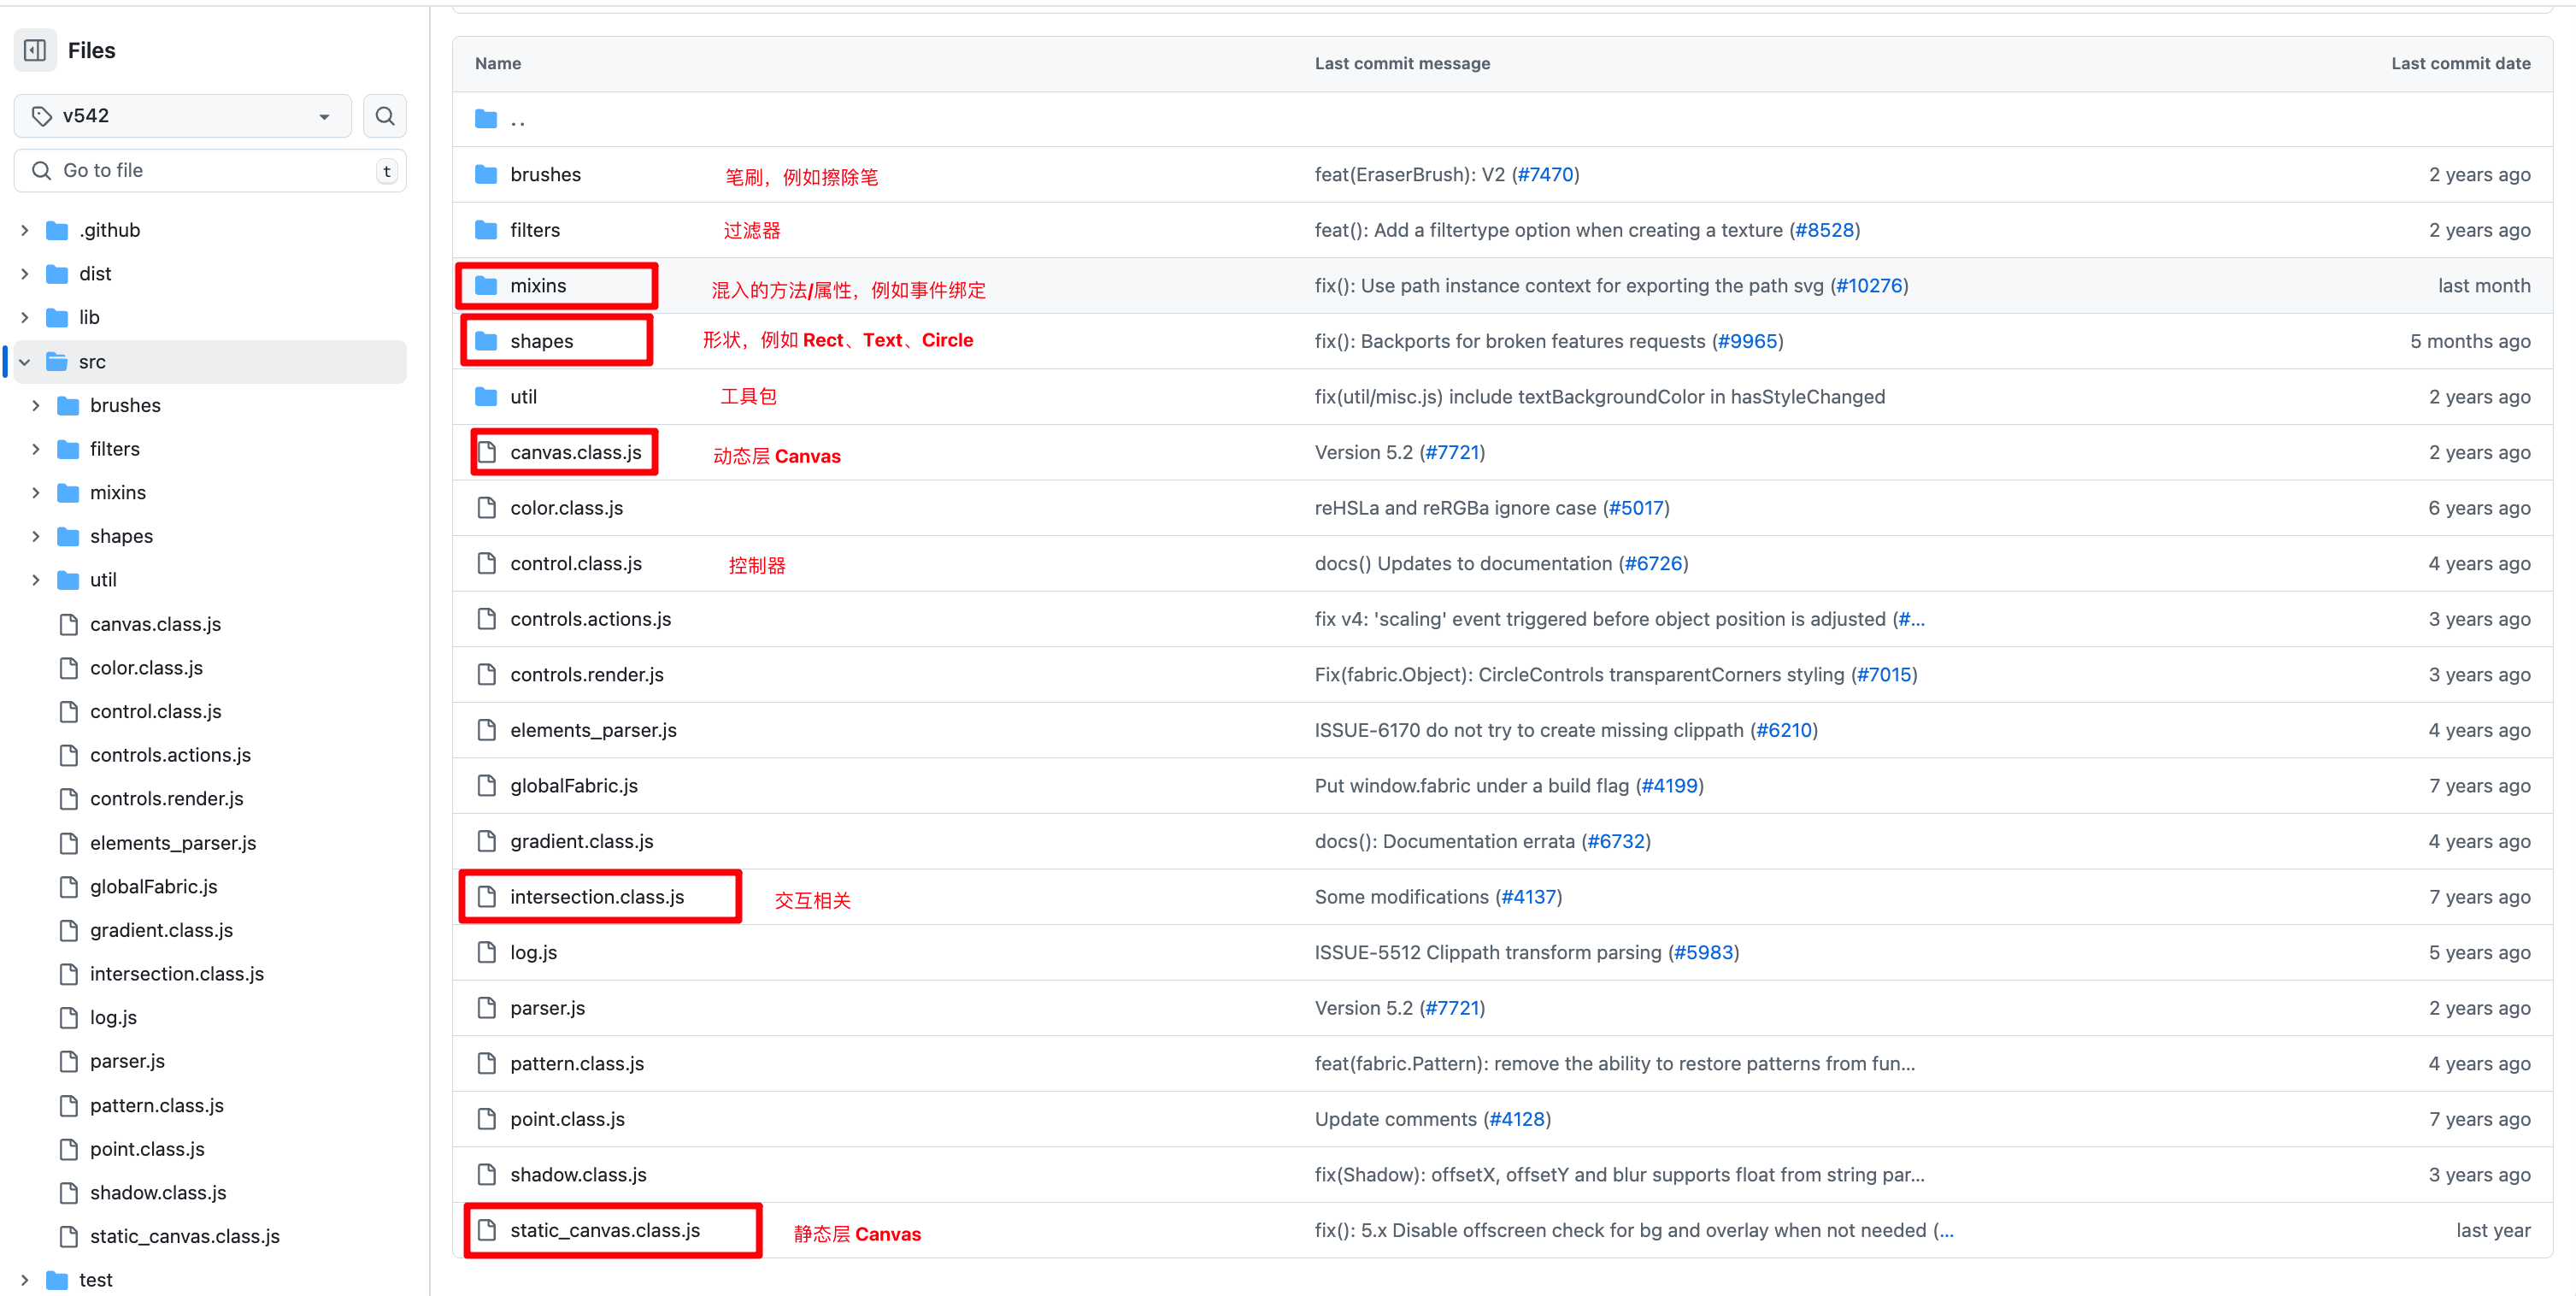 Files
v542
Go to file
t
.github
dist
lib
src
brushes
filters
mixins
shapes
util
canvas.class.js
color.class.js
control.class.js
controls.actions.js
controls.render.js
elements_parser.js
globalFabric.js
gradient.class.js
intersection.class.js
log.js
parser.js
pattern.class.js
point.class.js
shadow.class.js
static_canvas.class.js
test
Name Last commit message Last commit date
..
brushes 笔刷，例如擦除笔 feat(EraserBrush): V2 (#7470) 2 years ago
filters 过滤器 feat(): Add a filtertype option when creating a texture (#8528) 2 years ago
mixins 混入的方法/属性，例如事件绑定 fix(): Use path instance context for exporting the path svg (#10276) last month
shapes 形状，例如 Rect、Text、Circle fix(): Backports for broken features requests (#9965) 5 months ago
util 工具包 fix(util/misc.js) include textBackgroundColor in hasStyleChanged 2 years ago
canvas.class.js 动态层 Canvas Version 5.2 (#7721) 2 years ago
color.class.js reHSLa and reRGBa ignore case (#5017) 6 years ago
control.class.js 控制器 docs() Updates to documentation (#6726) 4 years ago
controls.actions.js fix v4: 'scaling' event triggered before object position is adjusted (#... 3 years ago
controls.render.js Fix(fabric.Object): CircleControls transparentCorners styling (#7015) 3 years ago
elements_parser.js ISSUE-6170 do not try to create missing clippath (#6210) 4 years ago
globalFabric.js Put window.fabric under a build flag (#4199) 7 years ago
gradient.class.js docs(): Documentation errata (#6732) 4 years ago
intersection.class.js 交互相关 Some modifications (#4137) 7 years ago
log.js ISSUE-5512 Clippath transform parsing (#5983) 5 years ago
parser.js Version 5.2 (#7721) 2 years ago
pattern.class.js feat(fabric.Pattern): remove the ability to restore patterns from fun... 4 years ago
point.class.js Update comments (#4128) 7 years ago
shadow.class.js fix(Shadow): offsetX, offsetY and blur supports float from string par... 3 years ago
static_canvas.class.js 静态层 Canvas fix(): 5.x Disable offscreen check for bg and overlay when not needed (... last year